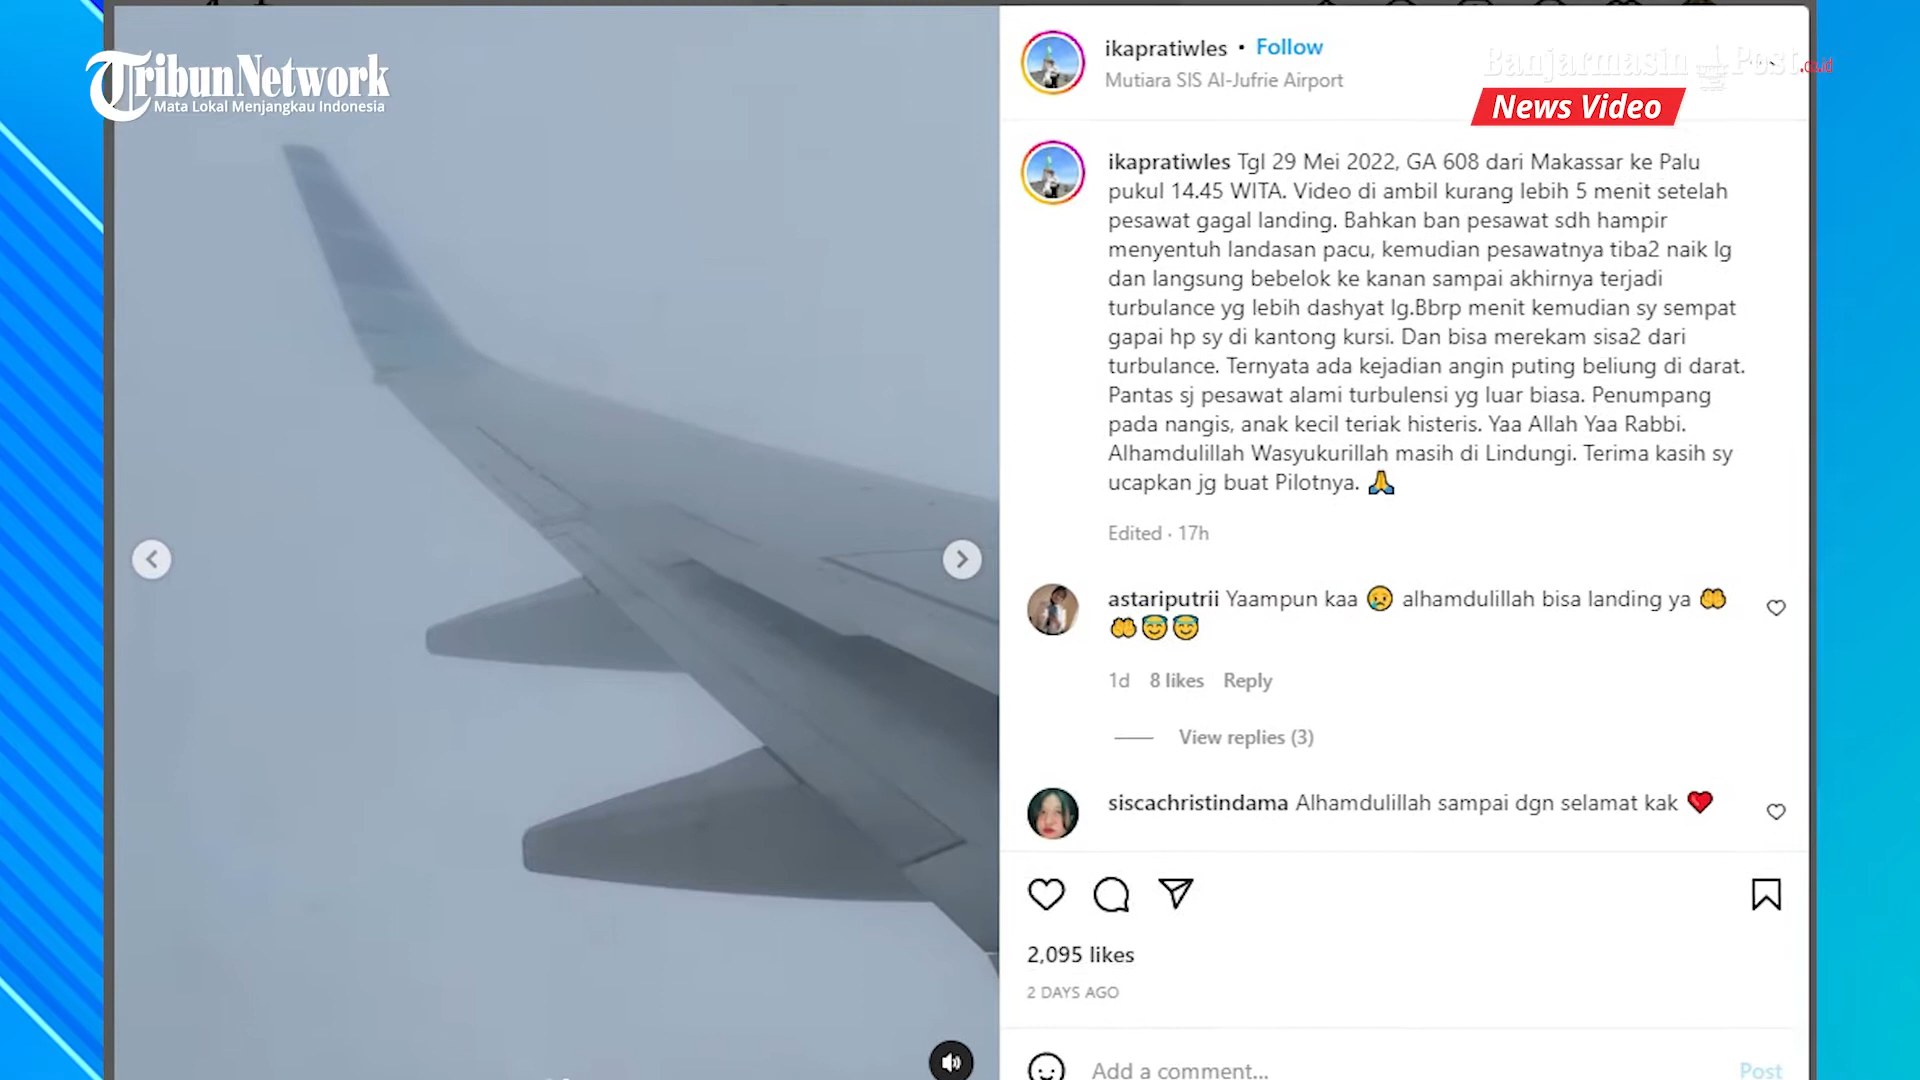 TribunNetwork
Mata Lokal Menjangkau Indonesia
ikapratiwles • Follow
Mutiara SIS Al-Jufrie Airport
Banjarmasin Post.co.id
News Video
ikapratiwles Tgl 29 Mei 2022, GA 608 dari Makassar ke Palu
pukul 14.45 WITA. Video di ambil kurang lebih 5 menit setelah
pesawat gagal landing. Bahkan ban pesawat sdh hampir
menyentuh landasan pacu, kemudian pesawatnya tiba2 naik lg
dan langsung bebelok ke kanan sampai akhirnya terjadi
turbulance yg lebih dashyat lg.Bbrp menit kemudian sy sempat
gapai hp sy di kantong kursi. Dan bisa merekam sisa2 dari
turbulance. Ternyata ada kejadian angin puting beliung di darat.
Pantas sj pesawat alami turbulensi yg luar biasa. Penumpang
pada nangis, anak kecil teriak histeris. Yaa Allah Yaa Rabbi.
Alhamdulillah Wasyukurillah masih di Lindungi. Terima kasih sy
ucapkan jg buat Pilotnya. 🙏
Edited · 17h
astariputrii Yaampun kaa 😢 alhamdulillah bisa landing ya 🤲
🤲😇😇
1d 8 likes Reply
View replies (3)
siscachristindama Alhamdulillah sampai dgn selamat kak ❤️
2,095 likes
2 DAYS AGO
Add a comment...
Post